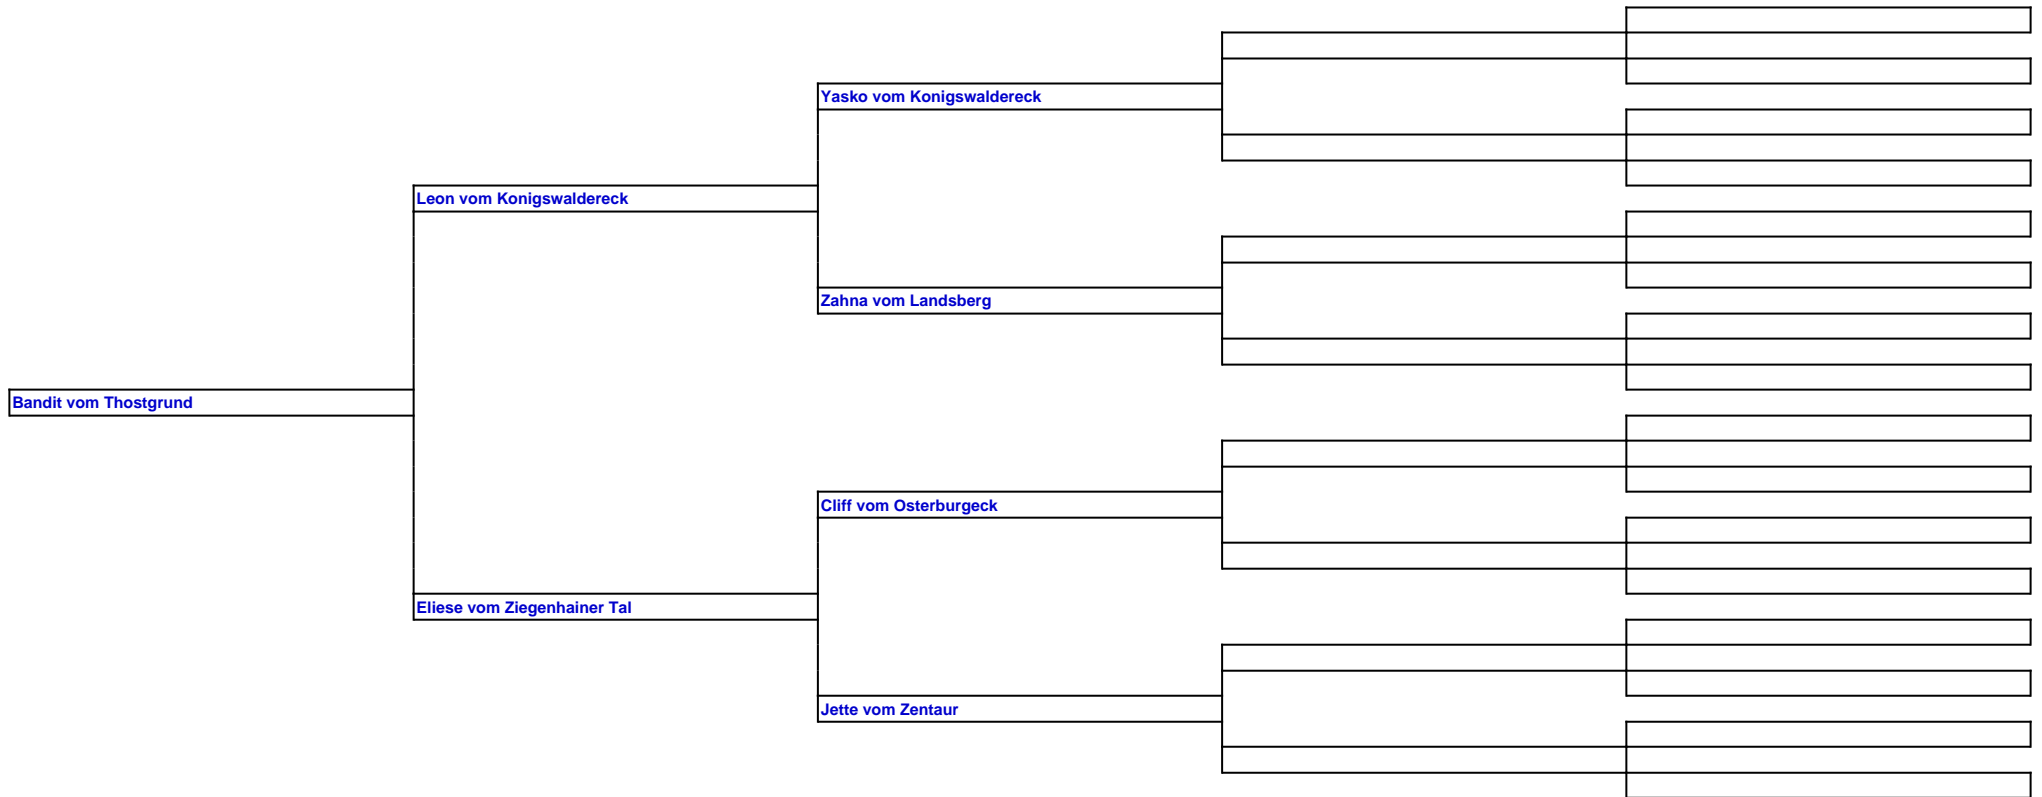 Yasko vom Konigswaldereck
Leon vom Konigswaldereck
Zahna vom Landsberg
Bandit vom Thostgrund
Cliff vom Osterburgeck
Eliese vom Ziegenhainer Tal
Jette vom Zentaur